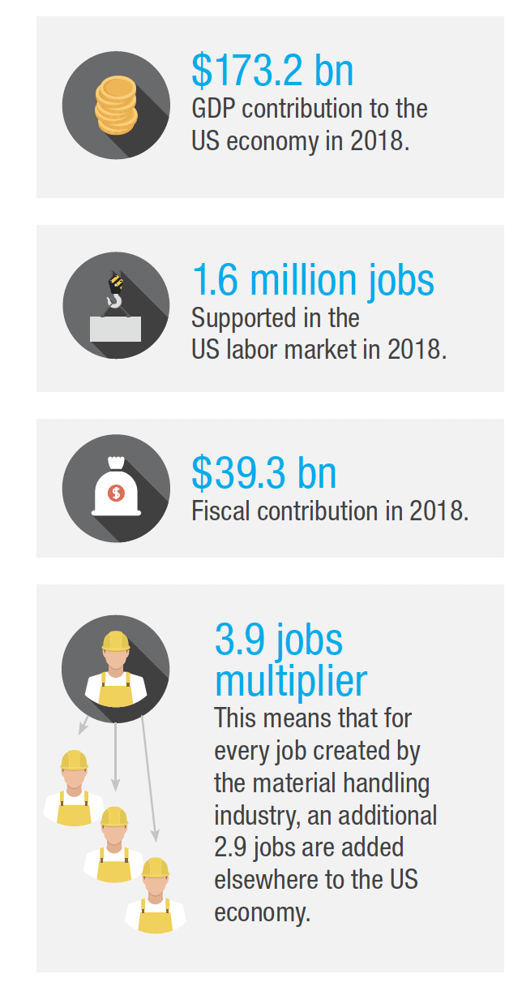 $173.2 bn
GDP contribution to the
US economy in 2018.
1.6 million jobs
Supported in the
US labor market in 2018.
$
$39.3 bn
Fiscal contribution in 2018.
3.9 jobs
multiplier
This means that for
every job created by
the material handling
industry, an additional
2.9 jobs are added
elsewhere to the US
economy.